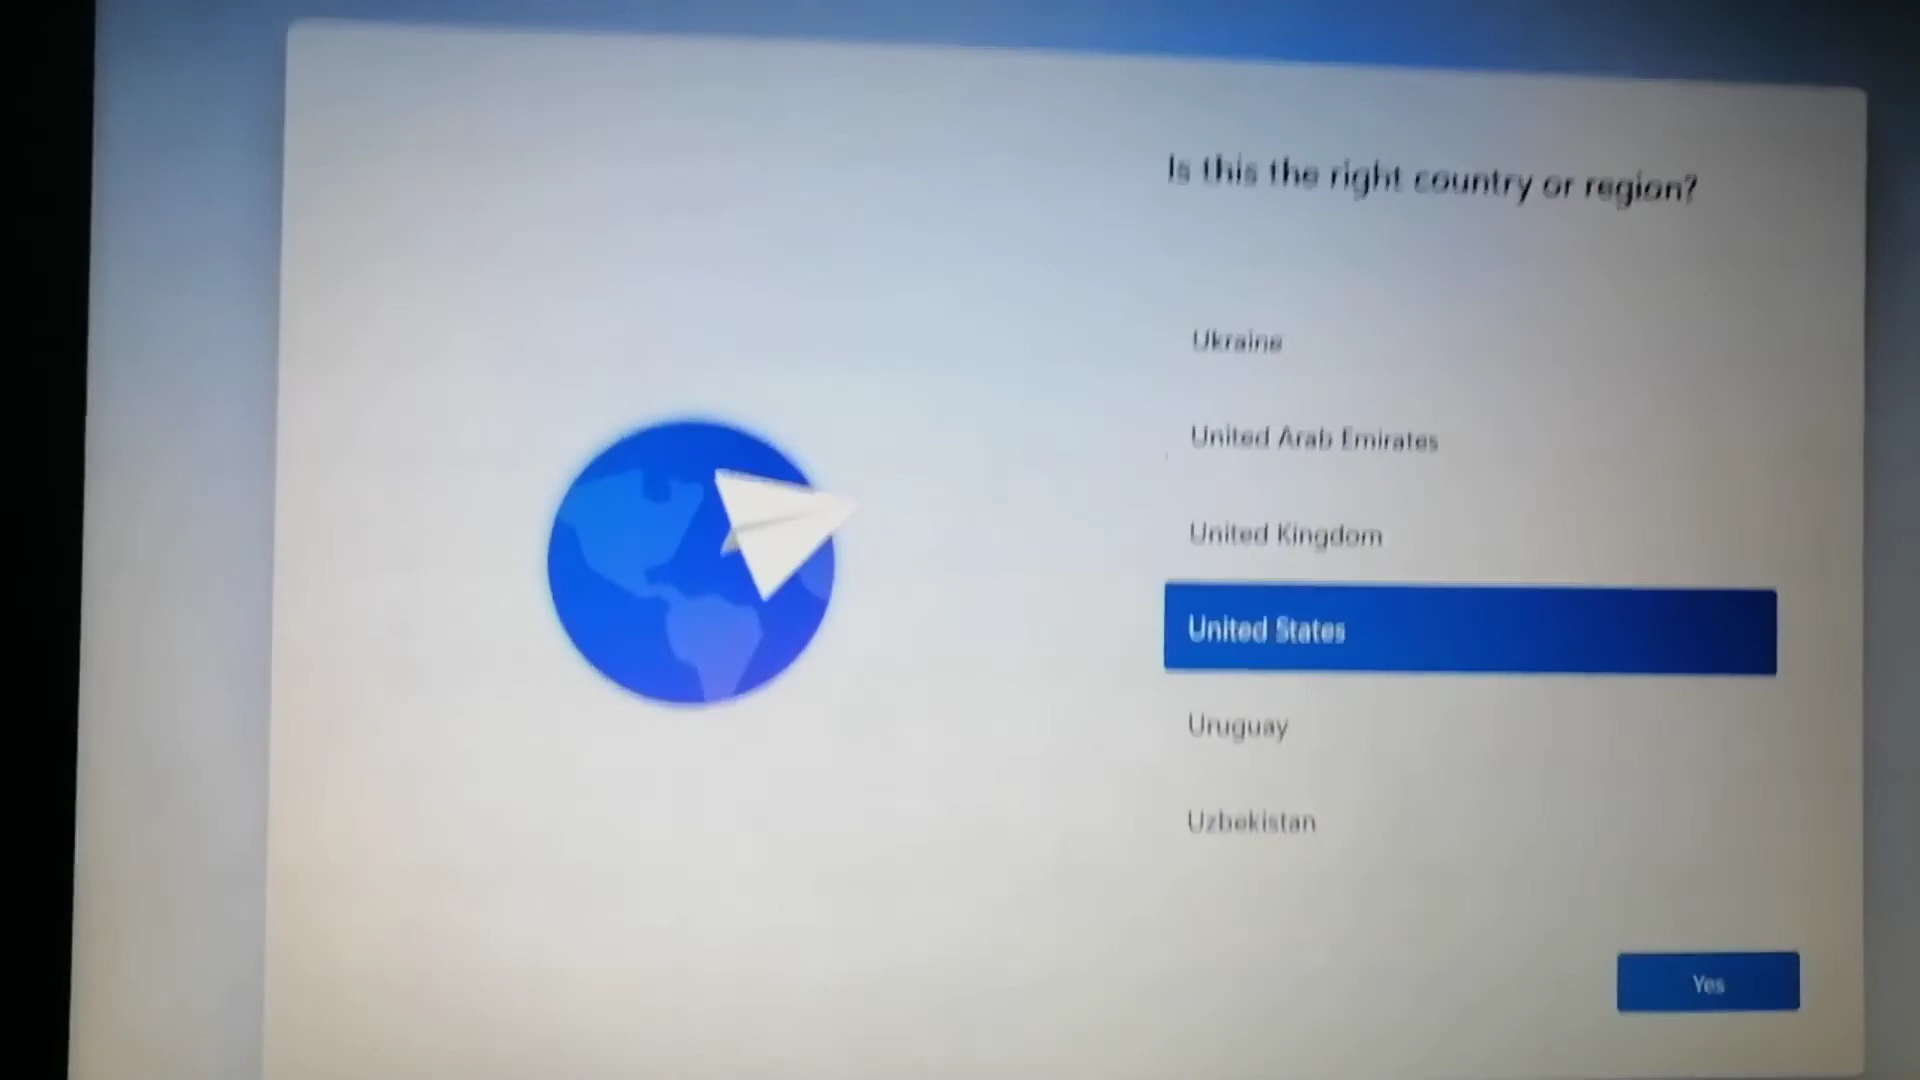 Is this the right country or region?
Ukraine
United Arab Emirates
United Kingdom
United States
Uruguay
Uzbekistan
Yes